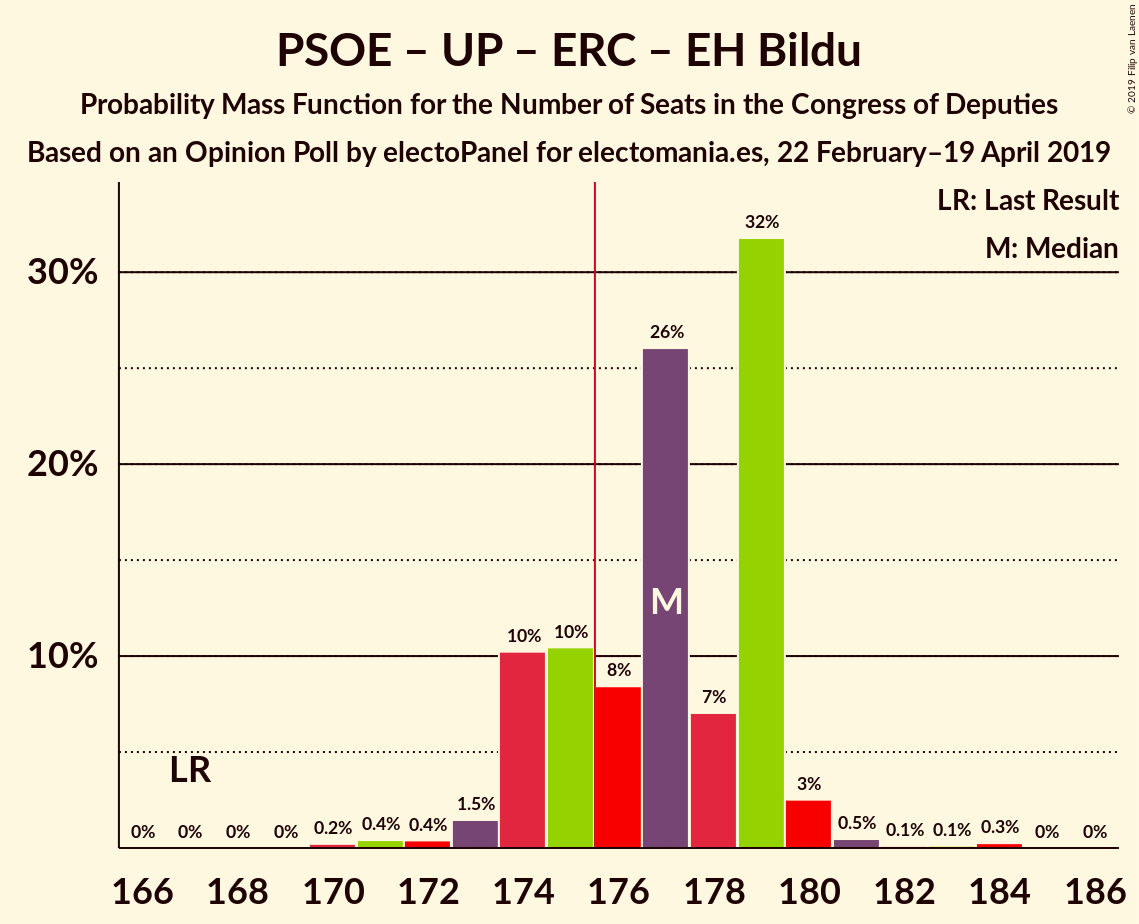 PSOE – UP – ERC – EH Bildu
Probability Mass Function for the Number of Seats in the Congress of Deputies
Based on an Opinion Poll by electoPanel for electomania.es, 22 February–19 April 2019
© 2019 Filip van Laenen
LR: Last Result
M: Median
32%
30%
26%
20%
M
10%
10%
10%
8%
7%
LR
0%
0%
0%
0%
0.2%
0.4%
0.4%
1.5%
3%
0.5%
0.1%
0.1%
0.3%
0%
0%
166 168 170 172 174 176 178 180 182 184 186